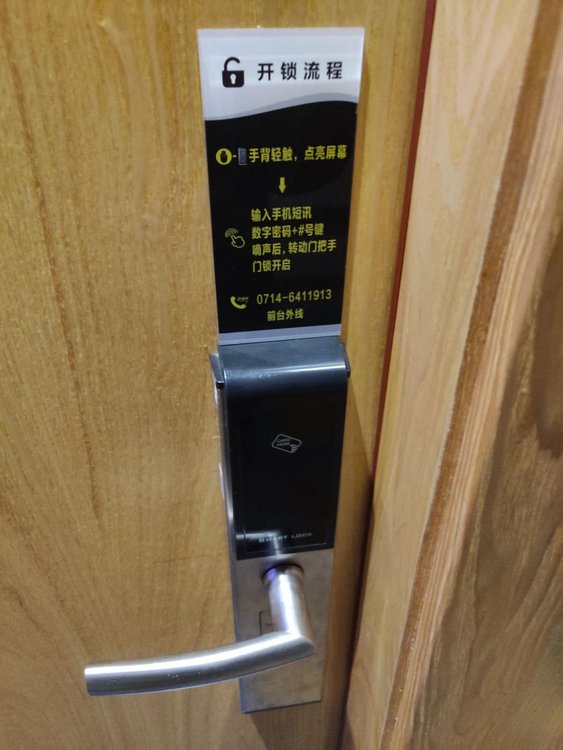 开锁流程
手背轻触，点亮屏幕
输入手机短讯
数字密码+#号键
嘀声后，转动门把手
门锁开启
24H
0714-6411913
前台外线
SMART LOCK